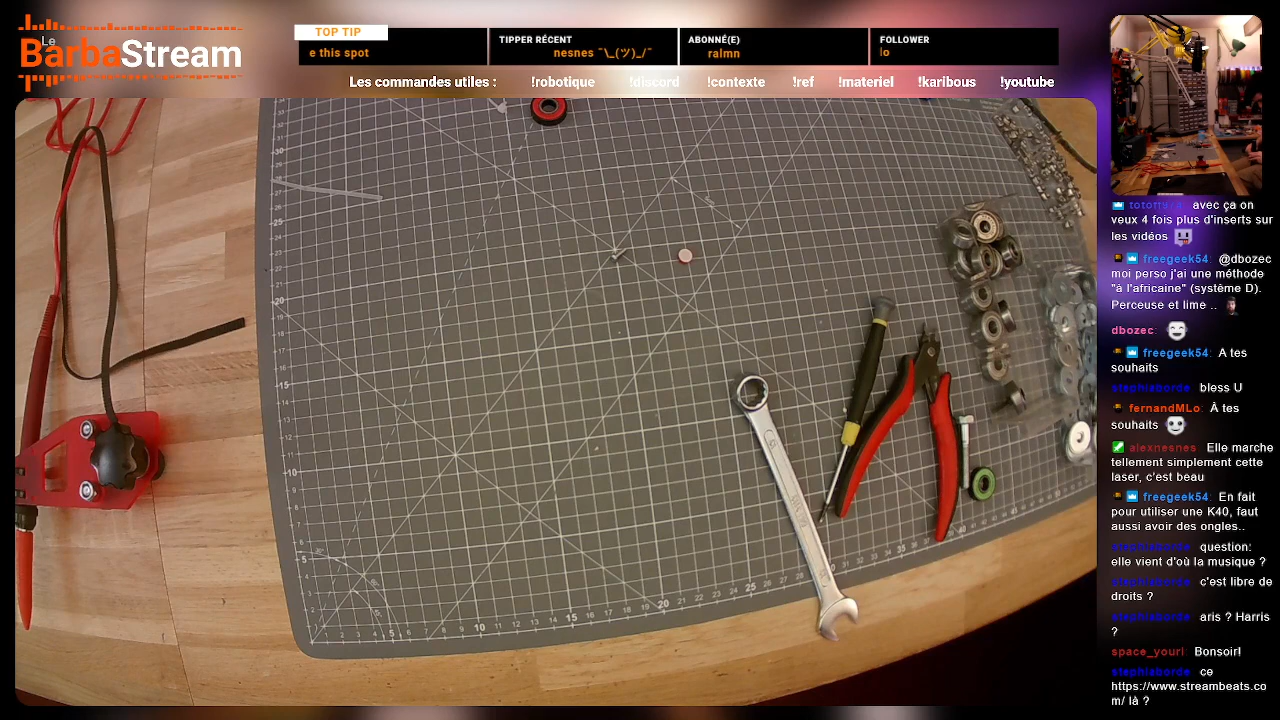 Le
BarbaStream
TOP TIP
e this spot
TIPPER RÉCENT
nesnes ¯\_(ツ)_/¯
ABONNÉ(E)
ralmn
FOLLOWER
lo
Les commandes utiles : !robotique !discord !contexte !ref !materiel !karibous !youtube
avec ça on
veux 4 fois plus d'inserts sur
les vidéos
freegeek54: @dbozec
moi perso j'ai une méthode
"à l'africaine" (système D).
Perceuse et lime ..
dbozec:
freegeek54: A tes
souhaits
stephlaborde bless U
fernandMLo: À tes
souhaits
alexnesnes Elle marche
tellement simplement cette
laser, c'est beau
freegeek54: En fait
pour utiliser une K40, faut
aussi avoir des ongles..
stephlaborde question:
elle vient d'où la musique ?
stephlaborde c'est libre de
droits ?
stephlaborde aris ? Harris
?
space_youri: Bonsoir!
stephlaborde ce
https://www.streambeats.co
m/ là ?